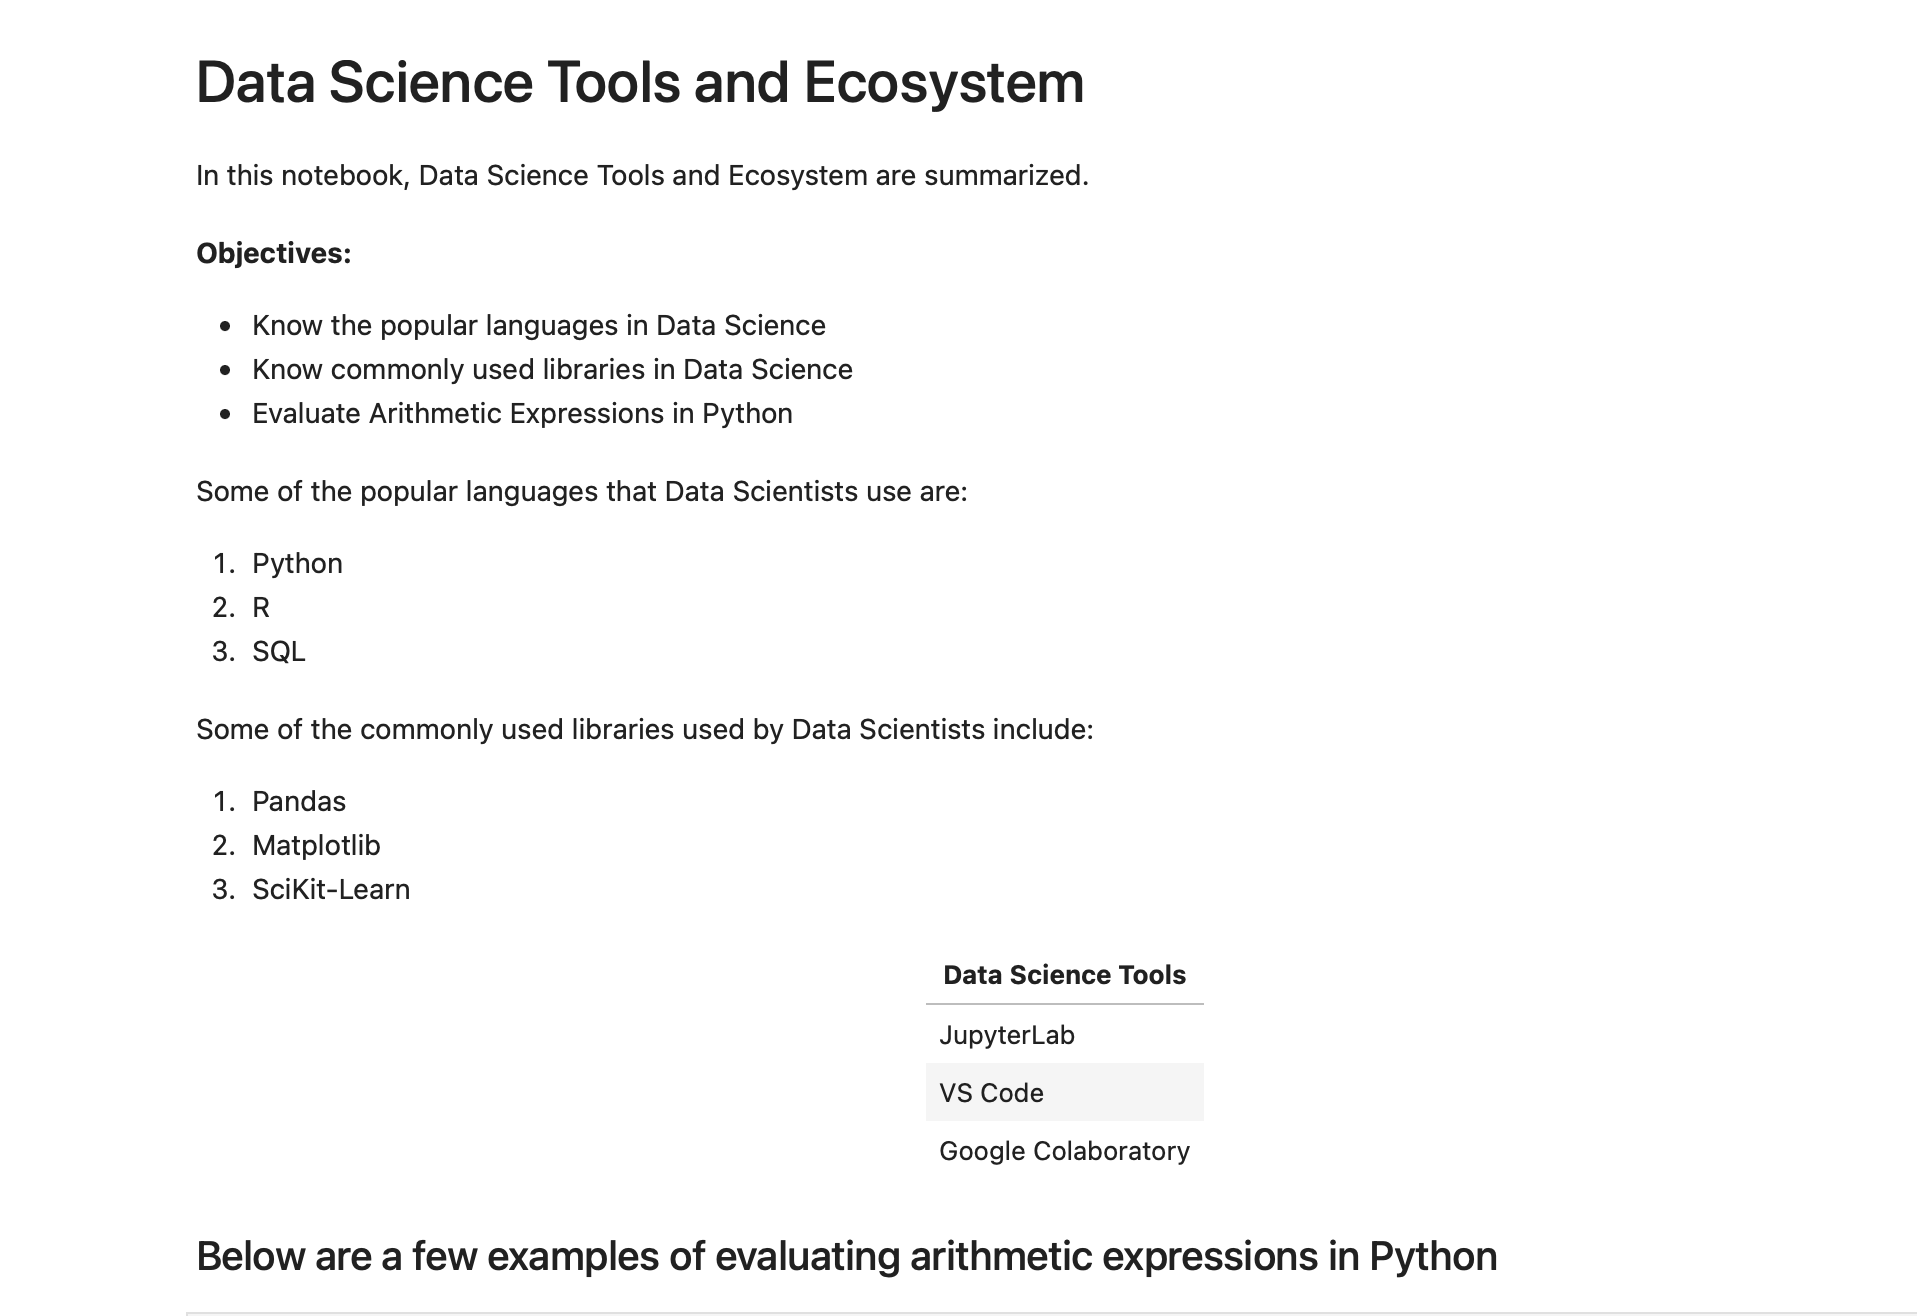 Data Science Tools and Ecosystem
In this notebook, Data Science Tools and Ecosystem are summarized.
Objectives:
• Know the popular languages in Data Science
• Know commonly used libraries in Data Science
• Evaluate Arithmetic Expressions in Python
Some of the popular languages that Data Scientists use are:
1. Python
2. R
3. SQL
Some of the commonly used libraries used by Data Scientists include:
1. Pandas
2. Matplotlib
3. SciKit-Learn
Data Science Tools
JupyterLab
VS Code
Google Colaboratory
Below are a few examples of evaluating arithmetic expressions in Python